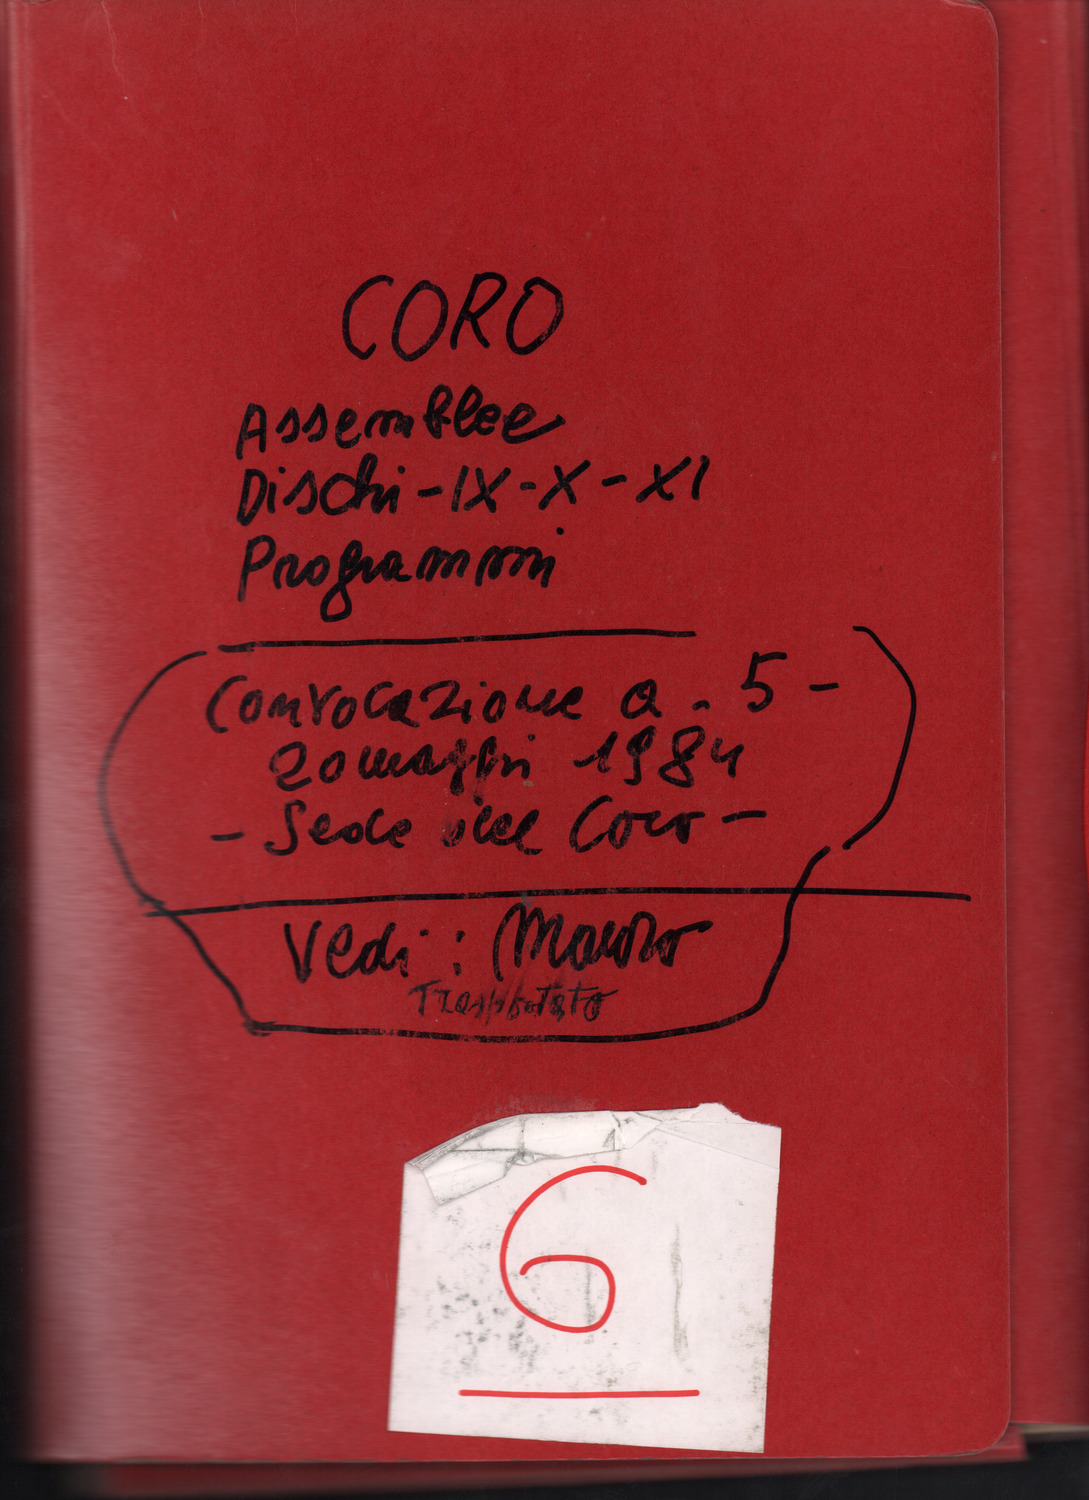 CORO
Assemblee
Dischi - IX - X - XI
Programmi
Convocazione a . 5 -
20 maggio 1984
- Sede del Coro -
Vedi : Mauro
6